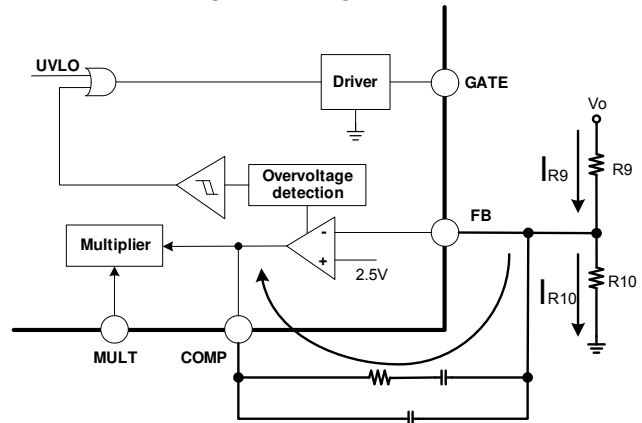 UVLO
Driver
GATE
Vo
IR9
R9
Overvoltage
detection
FB
Multiplier
-
+
2.5V
IR10
R10
MULT
COMP